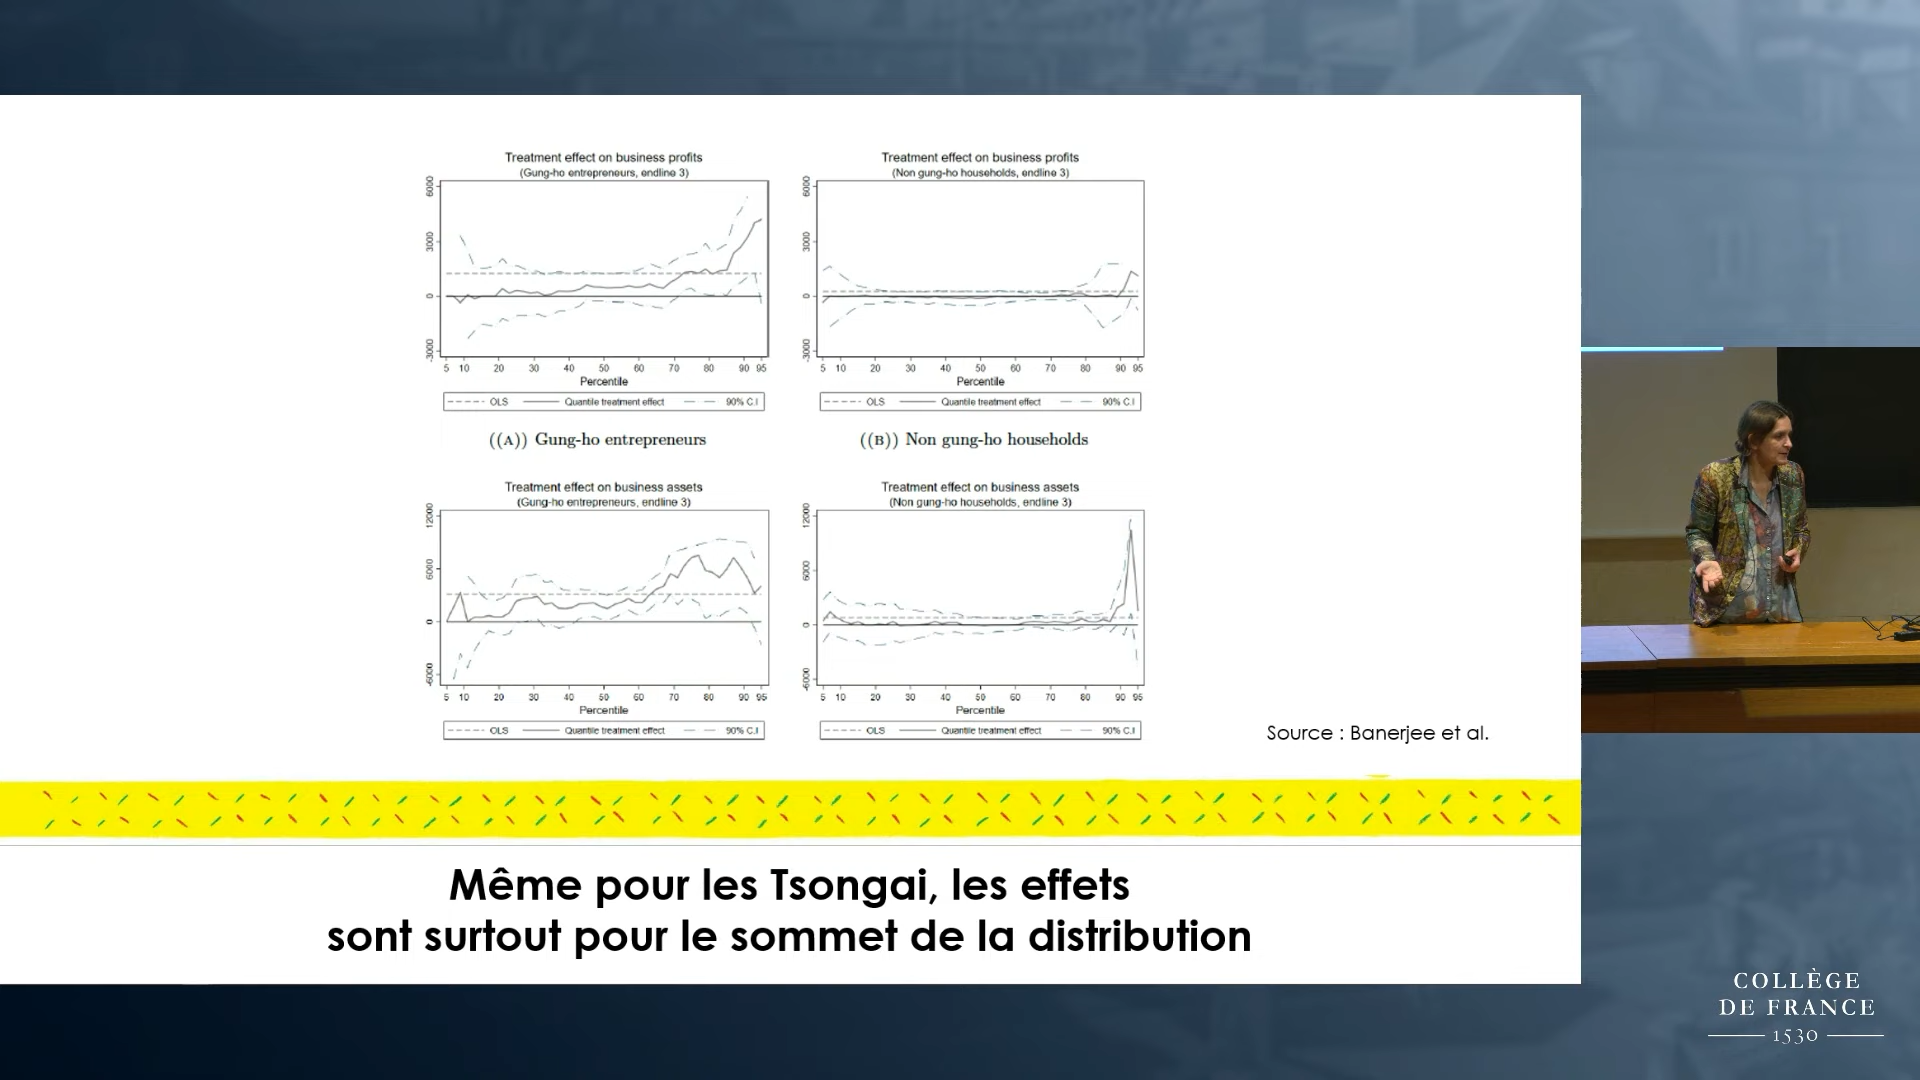 Treatment effect on business profits
(Gung-ho entrepreneurs, endline 3)
6000
3000
0
-3000
5 10 20 30 40 50 60 70 80 90 95
Percentile
OLS Quantile treatment effect 90% C.I
((A)) Gung-ho entrepreneurs
Treatment effect on business profits
(Non gung-ho households, endline 3)
6000
3000
0
-3000
5 10 20 30 40 50 60 70 80 90 95
Percentile
OLS Quantile treatment effect 90% C.I
((B)) Non gung-ho households
Treatment effect on business assets
(Gung-ho entrepreneurs, endline 3)
12000
6000
0
-6000
5 10 20 30 40 50 60 70 80 90 95
Percentile
OLS Quantile treatment effect 90% C.I
Treatment effect on business assets
(Non gung-ho households, endline 3)
12000
6000
0
-6000
5 10 20 30 40 50 60 70 80 90 95
Percentile
OLS Quantile treatment effect 90% C.I
Source : Banerjee et al.
Même pour les Tsongai, les effets
sont surtout pour le sommet de la distribution
COLLÈGE
DE FRANCE
1530